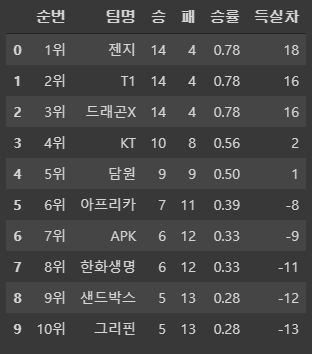 순번 팀명 승 패 승률 득실차
0 1위 젠지 14 4 0.78 18
1 2위 T1 14 4 0.78 16
2 3위 드래곤X 14 4 0.78 16
3 4위 KT 10 8 0.56 2
4 5위 담원 9 9 0.50 1
5 6위 아프리카 7 11 0.39 -8
6 7위 APK 6 12 0.33 -9
7 8위 한화생명 6 12 0.33 -11
8 9위 샌드박스 5 13 0.28 -12
9 10위 그리핀 5 13 0.28 -13